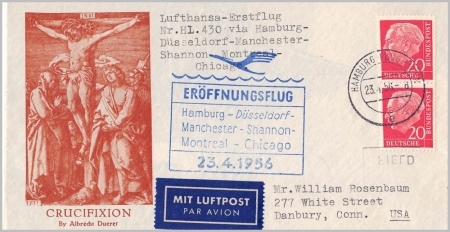 Lufthansa-Erstflug
Nr.HL. 430 via Hamburg-
Düsseldorf-Manchester-
Shannon-Montreal
Chicago
ERÖFFNUNGSFLUG
Hamburg - Düsseldorf-
Manchester - Shannon-
Montreal - Chicago
23.4.1956
HAMBURG
20
DEUTSCHE
BUNDESPOST
20
DEUTSCHE
BUNDESPOST
CRUCIFIXION
By Albrecht Duerer
MIT LUFTPOST
PAR AVION
Mr.William Rosenbaum
277 White Street
Danbury, Conn. USA